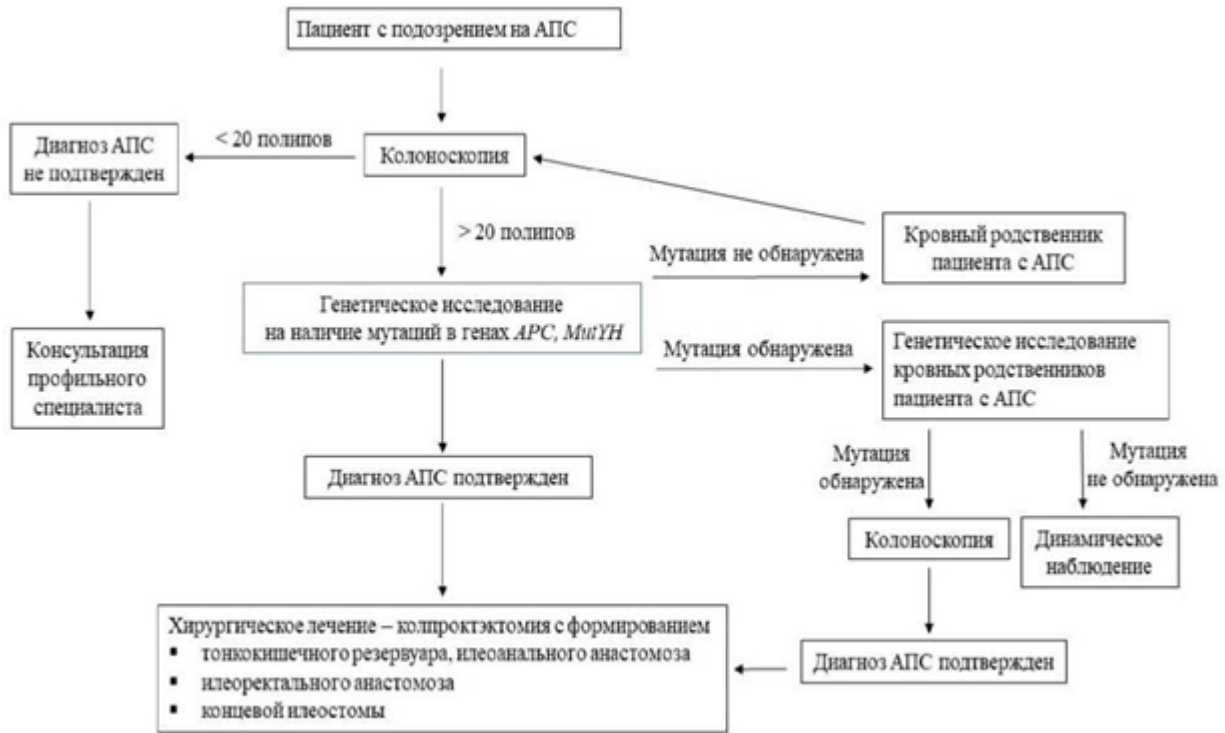 Пациент с подозрением на АПС
< 20 полипов
Диагноз АПС
не подтвержден
Колоноскопия
> 20 полипов
Мутация не обнаружена
Кровный родственник
пациента с АПС
Генетическое исследование
на наличие мутаций в генах APC, MutYH
Консультация
профильного
специалиста
Мутация обнаружена
Генетическое исследование
кровных родственников
пациента с АПС
Диагноз АПС подтвержден
Мутация
обнаружена
Мутация
не обнаружена
Колоноскопия
Динамическое
наблюдение
Хирургическое лечение – колпроктэктомия с формированием
▪ тонкокишечного резервуара, илеоанального анастомоза
▪ илеоректального анастомоза
▪ концевой илеостомы
Диагноз АПС подтвержден